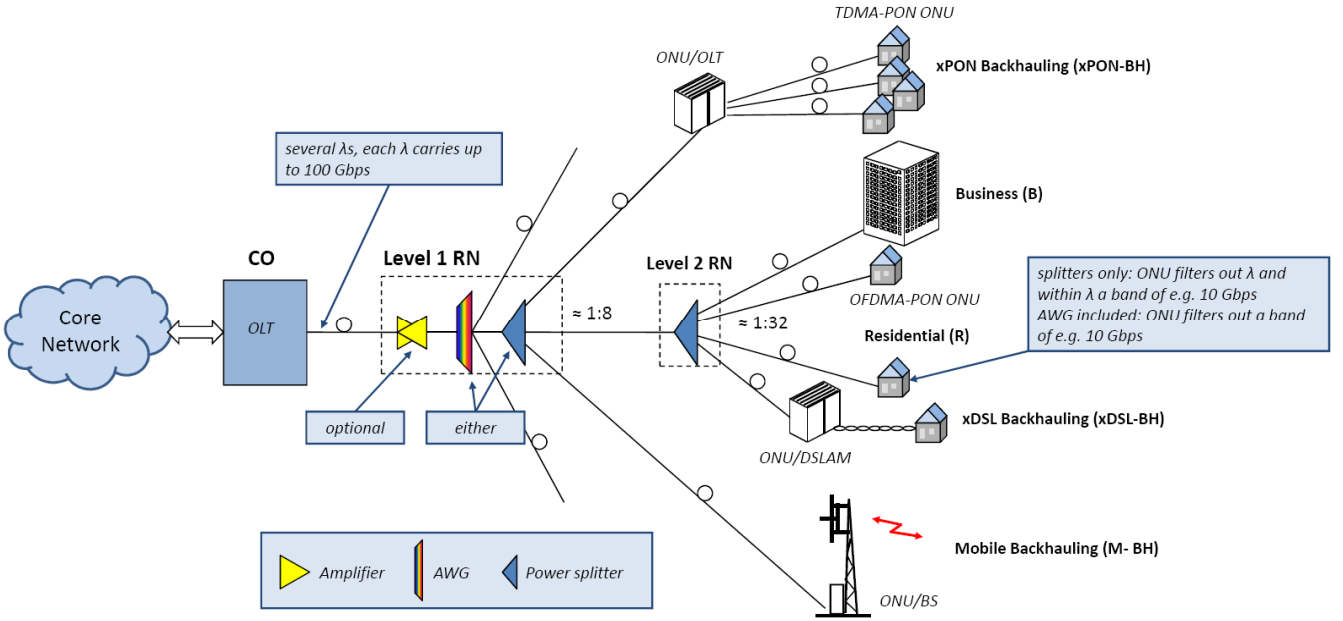 TDMA-PON ONU
ONU/OLT
xPON Backhauling (xPON-BH)
several λs, each λ carries up
to 100 Gbps
Business (B)
CO
Level 1 RN
Level 2 RN
OFDMA-PON ONU
splitters only: ONU filters out λ and
within λ a band of e.g. 10 Gbps
AWG included: ONU filters out a band
of e.g. 10 Gbps
Core
Network
OLT
≈ 1:8
≈ 1:32
Residential (R)
optional
either
xDSL Backhauling (xDSL-BH)
ONU/DSLAM
Mobile Backhauling (M- BH)
Amplifier
AWG
Power splitter
ONU/BS